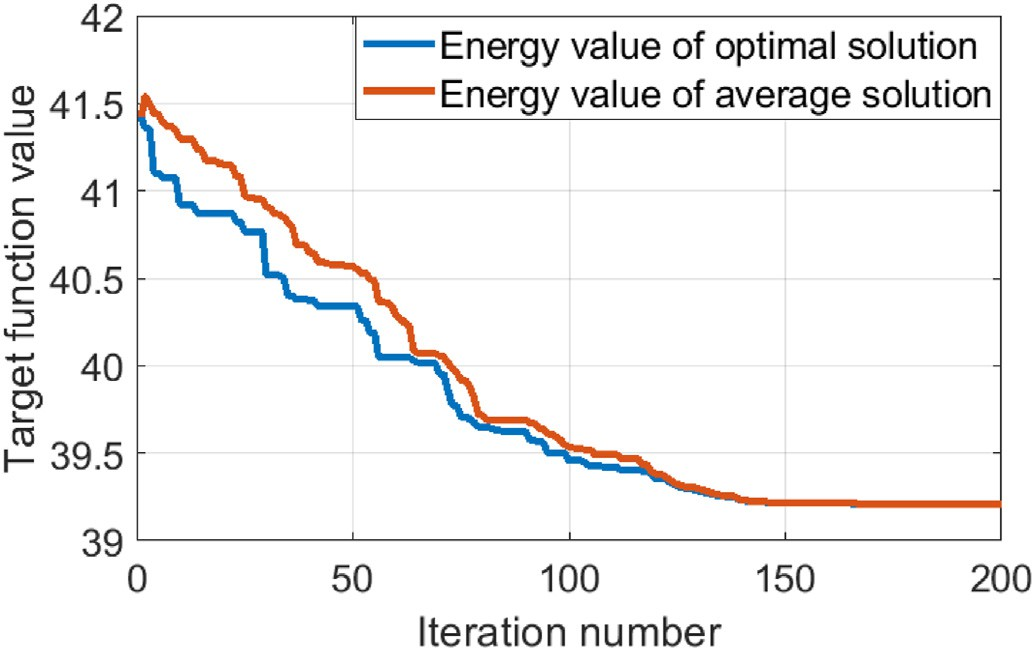 42
41.5
41
40.5
40
39.5
39
Target function value
Energy value of optimal solution
Energy value of average solution
0 50 100 150 200
Iteration number